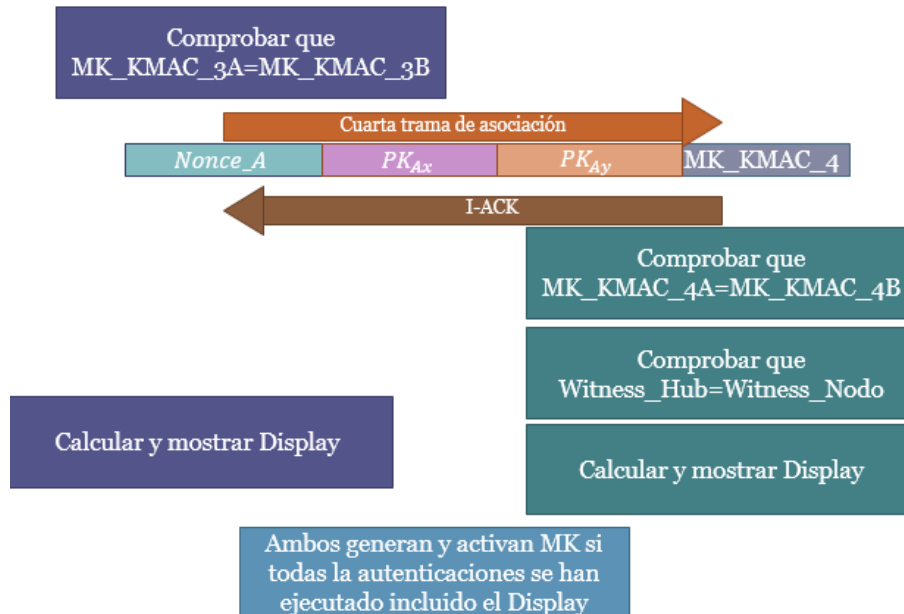 Comprobar que
MK_KMAC_3A=MK_KMAC_3B
Cuarta trama de asociación
Nonce_A PK_Ax PK_Ay MK_KMAC_4
I-ACK
Comprobar que
MK_KMAC_4A=MK_KMAC_4B
Comprobar que
Witness_Hub=Witness_Nodo
Calcular y mostrar Display
Calcular y mostrar Display
Ambos generan y activan MK si
todas la autenticaciones se han
ejecutado incluido el Display